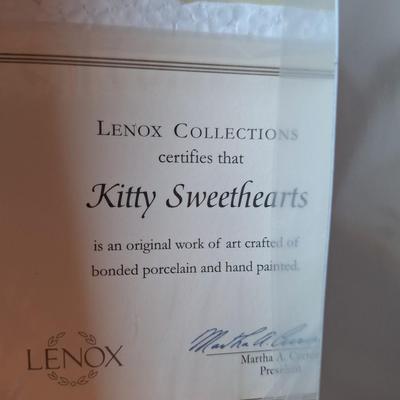 LENOX COLLECTIONS
certifies that
Kitty Sweethearts
is an original work of art crafted of
bonded porcelain and hand painted.
LENOX
Martha A.
President